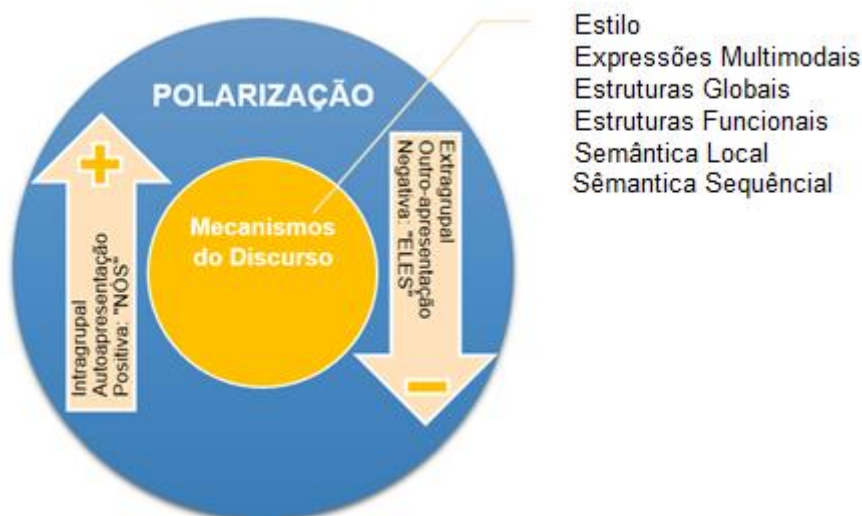 POLARIZAÇÃO
Intragrupal
Autoapresentação
Positiva: "NÓS"
Mecanismos
do Discurso
Extragrupal
Outro-apresentação
Negativa: "ELES"
Estilo
Expressões Multimodais
Estruturas Globais
Estruturas Funcionais
Semântica Local
Sêmantica Sequêncial